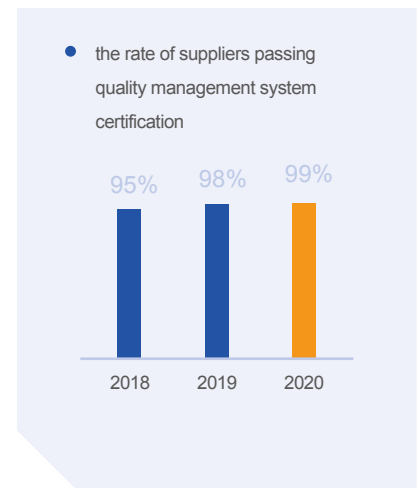 the rate of suppliers passing
quality management system
certification
95% 98% 99%
2018 2019 2020